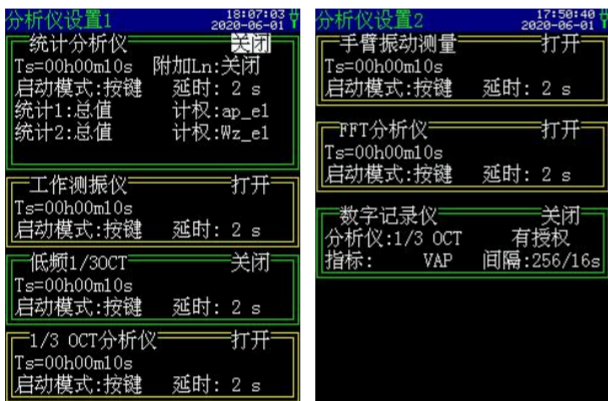 分析仪设置1
18:07:03
2020-06-01
统计分析仪 关闭
Ts=00h00m10s 附加Ln:关闭
启动模式:按键 延时: 2 s
统计1:总值 计权:ap_e1
统计2:总值 计权:Wz_e1
工作测振仪 打开
Ts=00h00m10s
启动模式:按键 延时: 2 s
低频1/3OCT 关闭
Ts=00h00m10s
启动模式:按键 延时: 2 s
1/3 OCT分析仪 打开
Ts=00h00m10s
启动模式:按键 延时: 2 s
分析仪设置2
17:50:40
2020-06-01
手臂振动测量 打开
Ts=00h00m10s
启动模式:按键 延时: 2 s
FFT分析仪 打开
Ts=00h00m10s
启动模式:按键 延时: 2 s
数字记录仪 关闭
分析仪:1/3 OCT 有授权
指标: VAP 间隔:256/16s